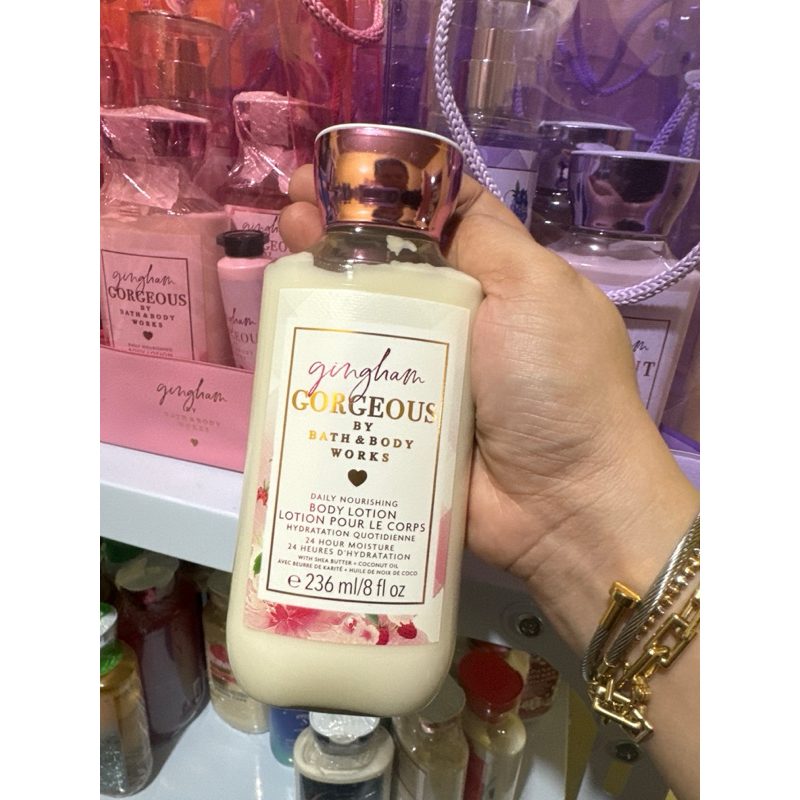 gingham
GORGEOUS
BY
BATH & BODY
WORKS
DAILY NOURISHING
BODY LOTION
LOTION POUR LE CORPS
HYDRATATION QUOTIDIENNE
24 HOUR MOISTURE
24 HEURES D'HYDRATATION
WITH SHEA BUTTER + COCONUT OIL
AVEC BEURRE DE KARITÉ + HUILE DE NOIX DE COCO
℮ 236 ml/8 fl oz
gingham
GORGEOUS
BY
BATH & BODY
WORKS
DAILY NOURISHING
gingham
BY
BATH & BODY
WORKS